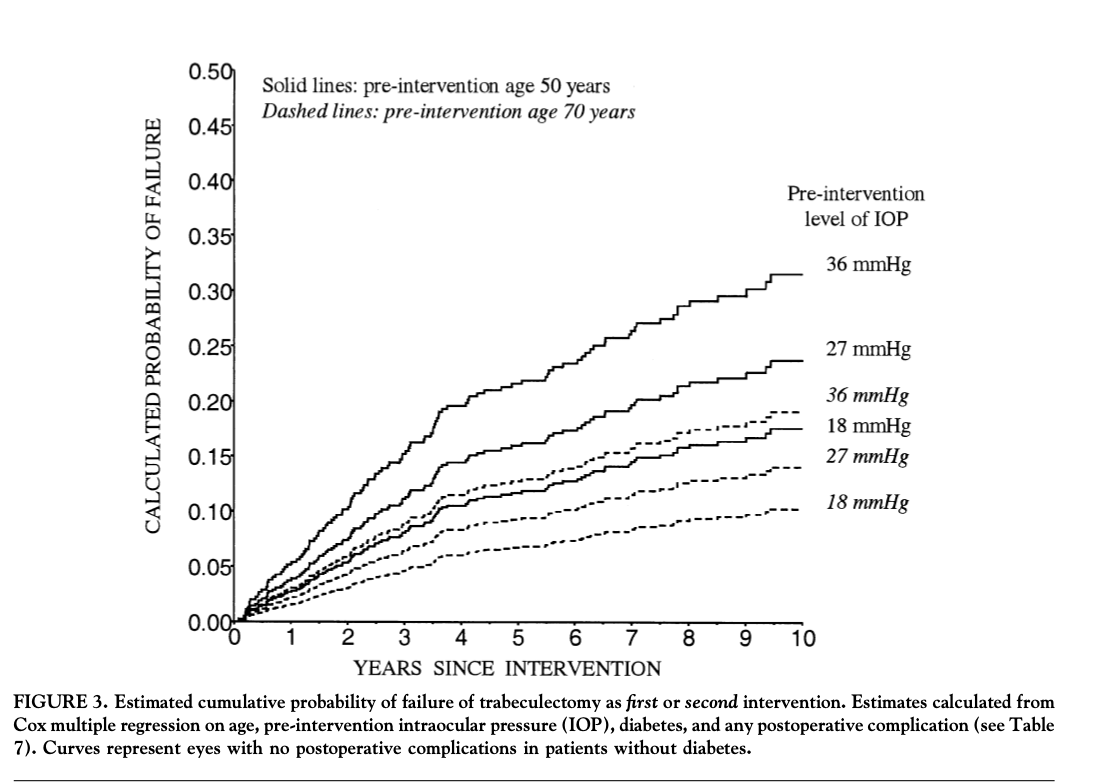 0.50
Solid lines: pre-intervention age 50 years
Dashed lines: pre-intervention age 70 years
0.45
0.40
Pre-intervention
level of IOP
0.35
36 mmHg
0.30
27 mmHg
0.25
36 mmHg
0.20
18 mmHg
27 mmHg
0.15
18 mmHg
0.10
0.05
0.00
CALCULATED PROBABILITY OF FAILURE
0 1 2 3 4 5 6 7 8 9 10
YEARS SINCE INTERVENTION
FIGURE 3. Estimated cumulative probability of failure of trabeculectomy as first or second intervention. Estimates calculated from
Cox multiple regression on age, pre-intervention intraocular pressure (IOP), diabetes, and any postoperative complication (see Table
7). Curves represent eyes with no postoperative complications in patients without diabetes.